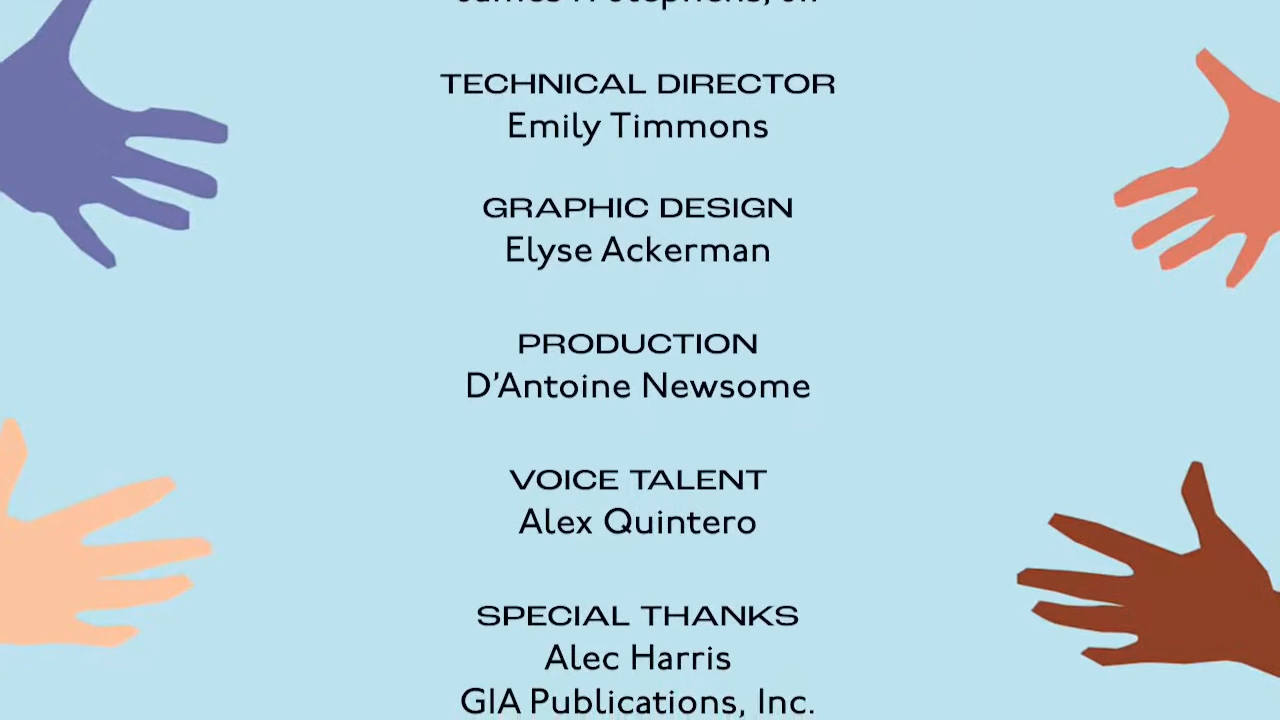 TECHNICAL DIRECTOR
Emily Timmons
GRAPHIC DESIGN
Elyse Ackerman
PRODUCTION
D’Antoine Newsome
VOICE TALENT
Alex Quintero
SPECIAL THANKS
Alec Harris
GIA Publications, Inc.